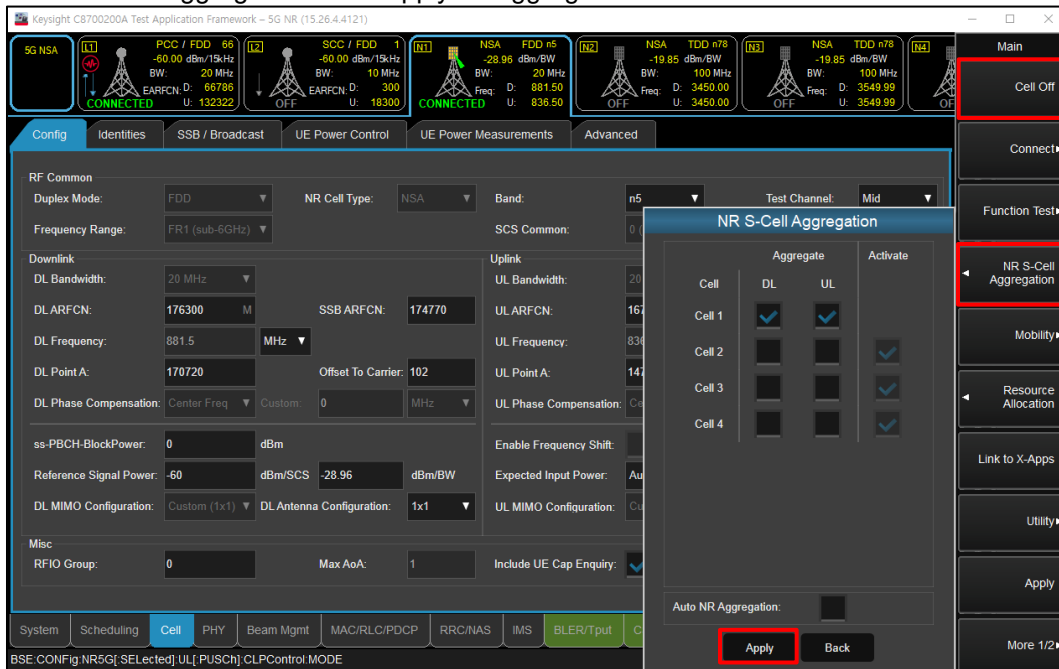 Keysight C8700200A Test Application Framework – 5G NR (15.26.4.4121)
5G NSA
L1 PCC / FDD 66
-60.00 dBm/15kHz
BW: 20 MHz
EARFCN: D: 66786
U: 132322
CONNECTED
L2 SCC / FDD 1
-60.00 dBm/15kHz
BW: 10 MHz
EARFCN: D: 300
U: 18300
OFF
N1 NSA FDD n5
-28.96 dBm/BW
BW: 20 MHz
Freq: D: 881.50
U: 836.50
CONNECTED
N2 NSA TDD n78
-19.85 dBm/BW
BW: 100 MHz
Freq: D: 3450.00
U: 3450.00
OFF
N3 NSA TDD n78
-19.85 dBm/BW
BW: 100 MHz
Freq: D: 3549.99
U: 3549.99
OFF
N4
Main
Cell Off
Connect
Function Test
NR S-Cell
Aggregation
Mobility
Resource
Allocation
Link to X-Apps
Utility
Apply
More 1/2
Config Identities SSB / Broadcast UE Power Control UE Power Measurements Advanced
RF Common
Duplex Mode: FDD NR Cell Type: NSA Band: n5 Test Channel: Mid
Frequency Range: FR1 (sub-6GHz) SCS Common: 0
Downlink Uplink
DL Bandwidth: 20 MHz UL Bandwidth: 20
DL ARFCN: 176300 M SSB ARFCN: 174770 UL ARFCN: 167
DL Frequency: 881.5 MHz UL Frequency: 836
DL Point A: 170720 Offset To Carrier: 102 UL Point A: 147
DL Phase Compensation: Center Freq Custom: 0 MHz UL Phase Compensation: Ce
ss-PBCH-BlockPower: 0 dBm Enable Frequency Shift:
Reference Signal Power: -60 dBm/SCS -28.96 dBm/BW Expected Input Power: Au
DL MIMO Configuration: Custom (1x1) DL Antenna Configuration: 1x1 UL MIMO Configuration: Cu
Misc
RFIO Group: 0 Max AoA: 1 Include UE Cap Enquiry:
NR S-Cell Aggregation
Aggregate Activate
Cell DL UL
Cell 1
Cell 2
Cell 3
Cell 4
Auto NR Aggregation:
Apply Back
System Scheduling Cell PHY Beam Mgmt MAC/RLC/PDCP RRC/NAS IMS BLER/Tput C
BSE:CONFig:NR5G[:SELected]:UL[:PUSCh]:CLPControl:MODE